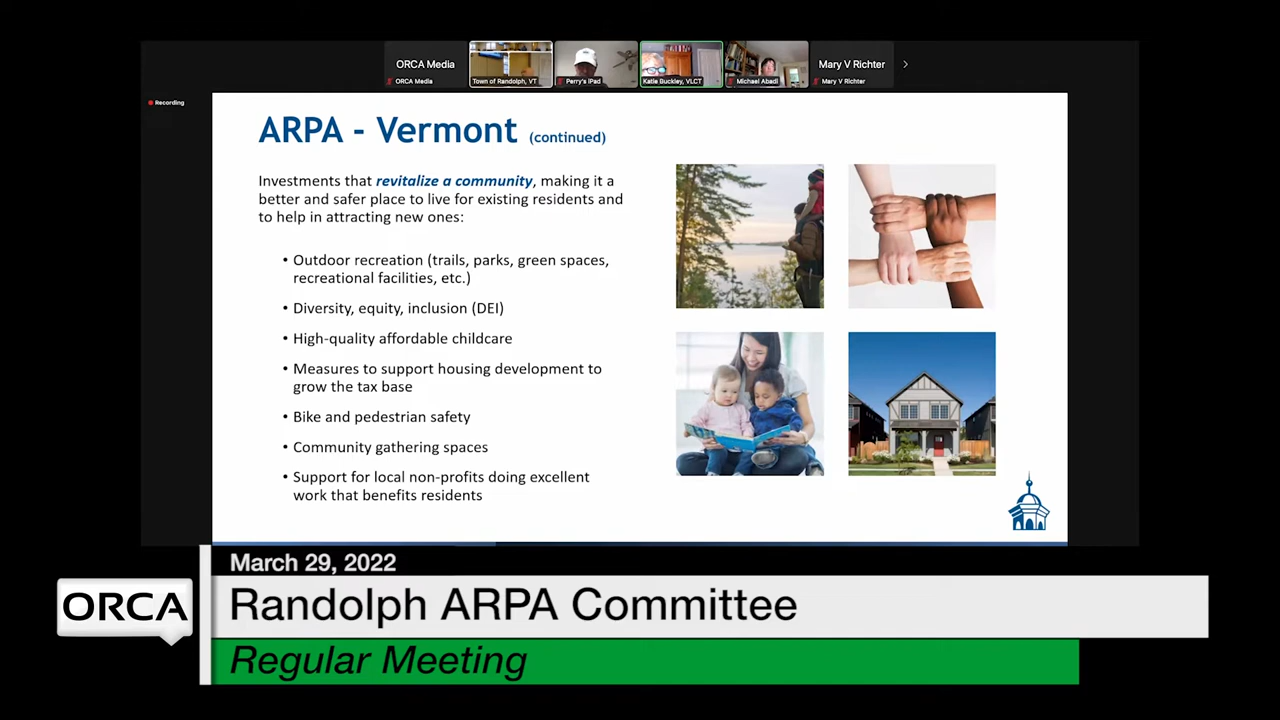 ORCA Media
Mary V Richter
ORCA Media
Town of Randolph, VT
Perry's iPad
Katie Buckley, VLCT
Michael Abadi
Mary V Richter
Recording
ARPA - Vermont (continued)
Investments that revitalize a community, making it a
better and safer place to live for existing residents and
to help in attracting new ones:
• Outdoor recreation (trails, parks, green spaces,
recreational facilities, etc.)
• Diversity, equity, inclusion (DEI)
• High-quality affordable childcare
• Measures to support housing development to
grow the tax base
• Bike and pedestrian safety
• Community gathering spaces
• Support for local non-profits doing excellent
work that benefits residents
March 29, 2022
ORCA
Randolph ARPA Committee
Regular Meeting